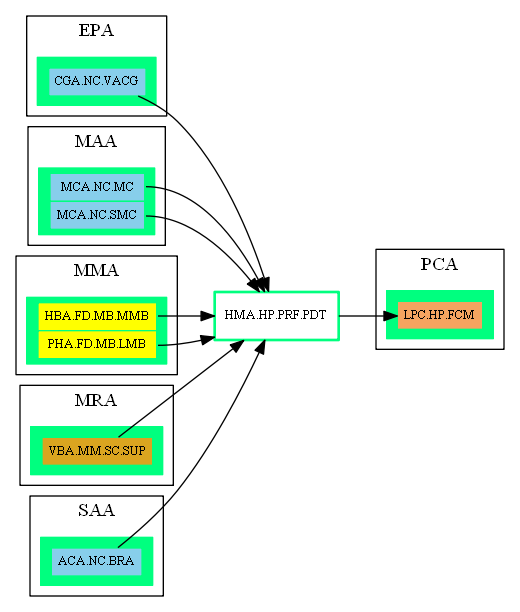 EPA
CGA.NC.VACG
MAA
MCA.NC.MC
MCA.NC.SMC
MMA
HBA.FD.MB.MMB
PHA.FD.MB.LMB
MRA
VBA.MM.SC.SUP
SAA
ACA.NC.BRA
HMA.HP.PRF.PDT
PCA
LPC.HP.FCM